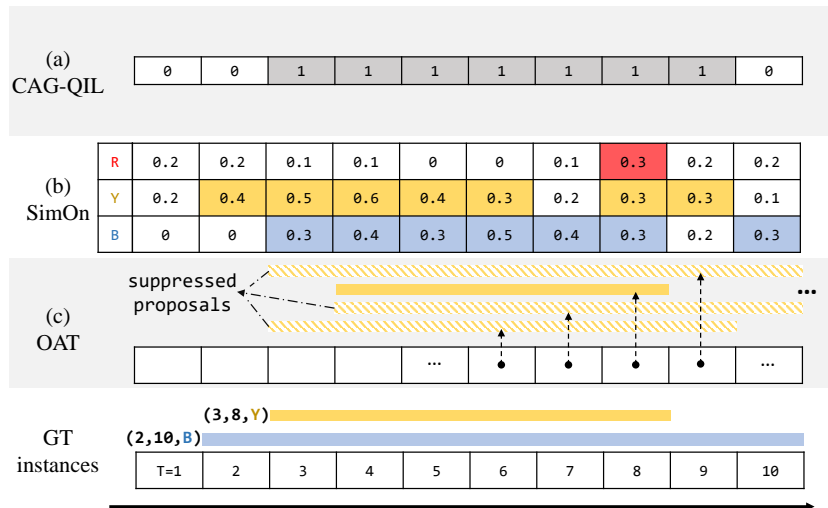 (a)
CAG-QIL
0 0 1 1 1 1 1 1 1 0
(b)
SimOn
R 0.2 0.2 0.1 0.1 0 0 0.1 0.3 0.2 0.2
Y 0.2 0.4 0.5 0.6 0.4 0.3 0.2 0.3 0.3 0.1
B 0 0 0.3 0.4 0.3 0.5 0.4 0.3 0.2 0.3
(c)
OAT
suppressed
proposals
...
... ...
GT
instances
(3,8,Y)
(2,10,B)
T=1 2 3 4 5 6 7 8 9 10